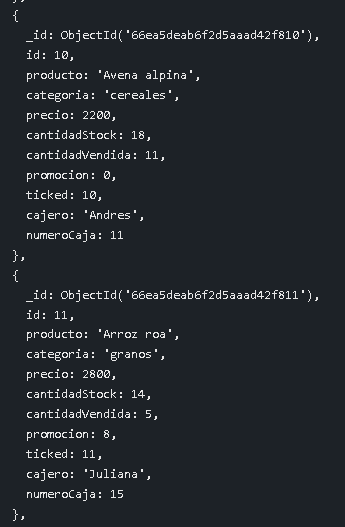 },
{
_id: ObjectId('66ea5deab6f2d5aaad42f810'),
id: 10,
producto: 'Avena alpina',
categoria: 'cereales',
precio: 2200,
cantidadStock: 18,
cantidadVendida: 11,
promocion: 0,
ticked: 10,
cajero: 'Andres',
numeroCaja: 11
},
{
_id: ObjectId('66ea5deab6f2d5aaad42f811'),
id: 11,
producto: 'Arroz roa',
categoria: 'granos',
precio: 2800,
cantidadStock: 14,
cantidadVendida: 5,
promocion: 8,
ticked: 11,
cajero: 'Juliana',
numeroCaja: 15
},